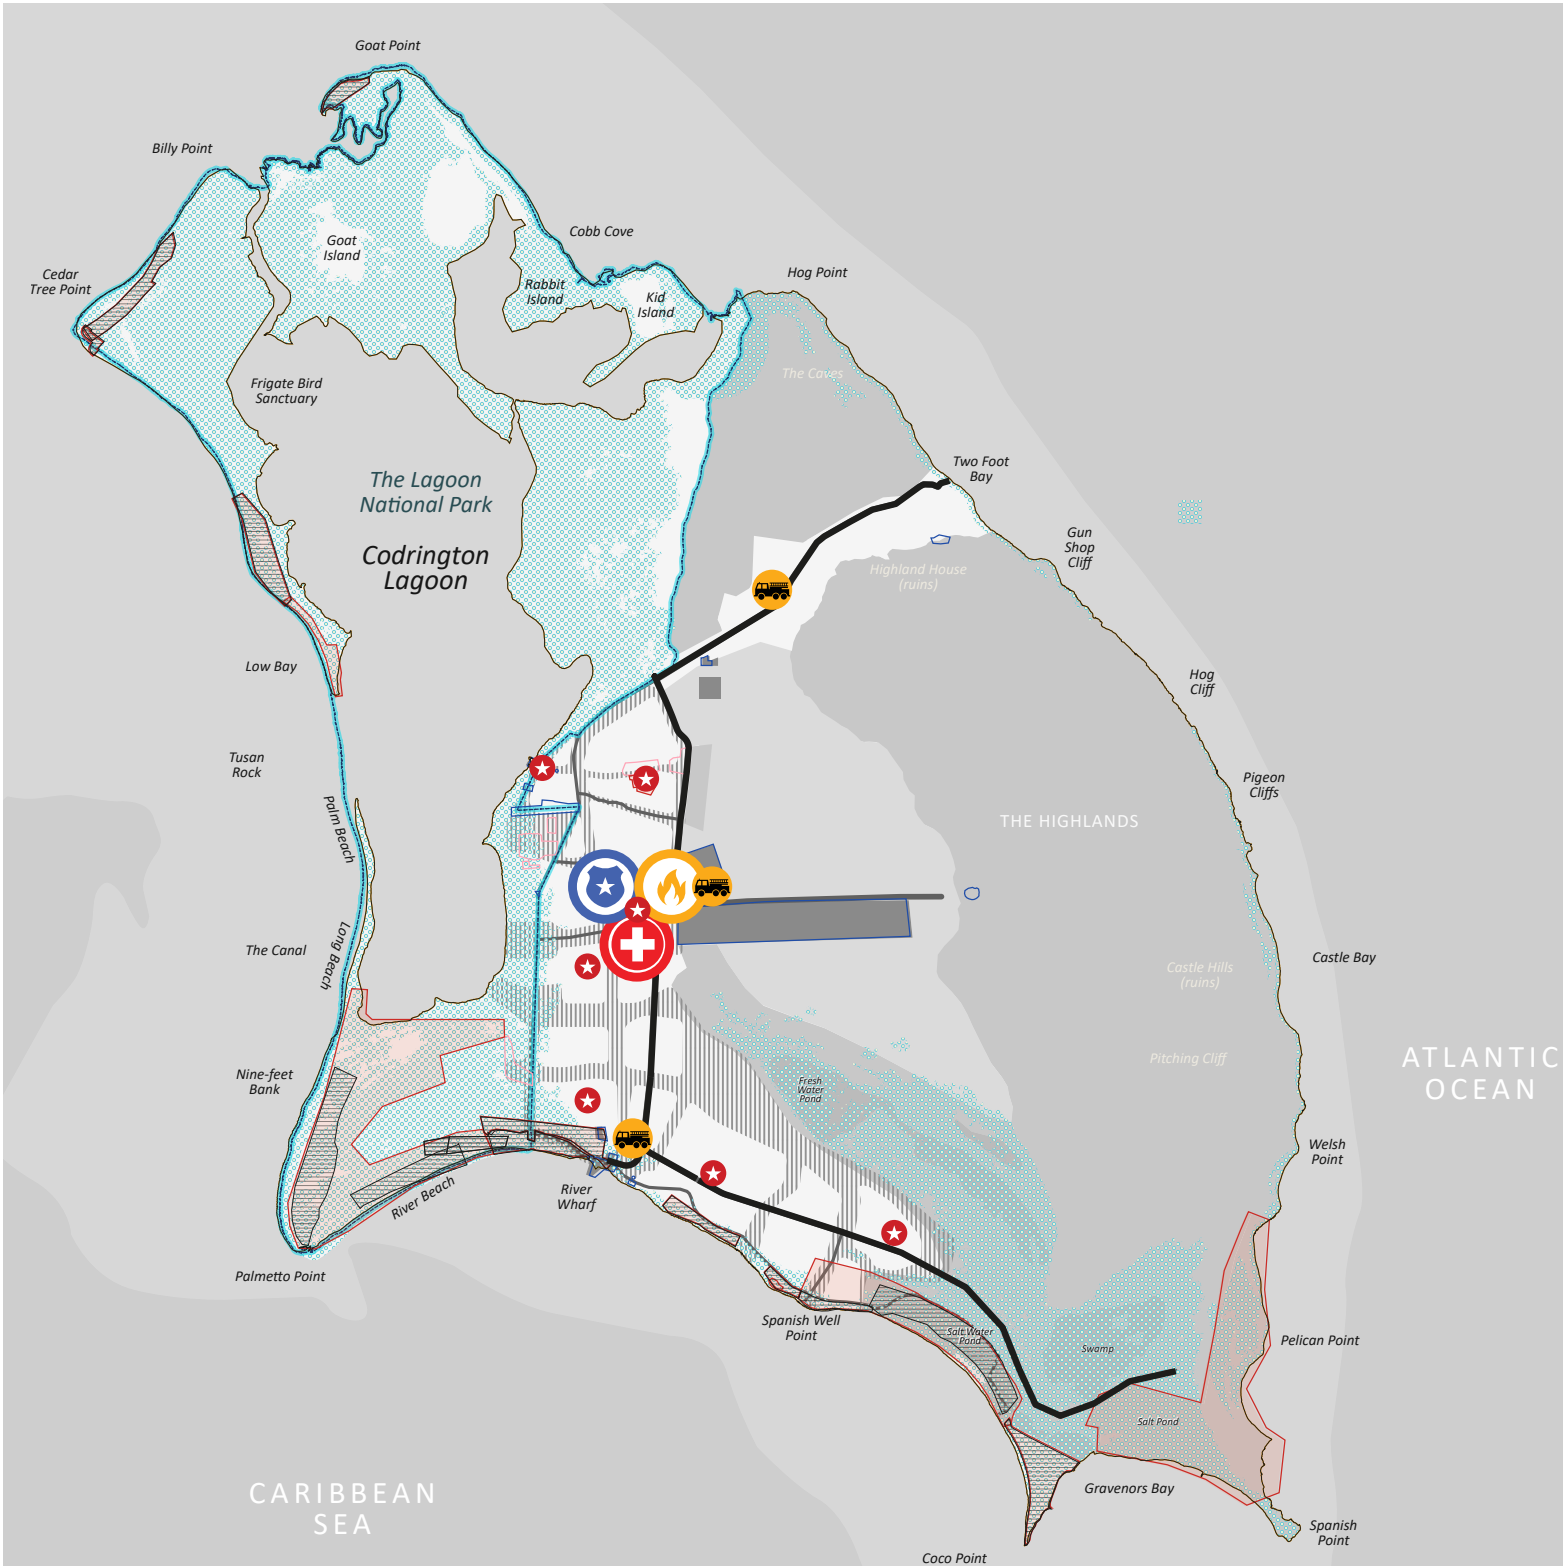 Goat Point
Billy Point
Cobb Cove
Goat
Island
Cedar
Tree Point
Hog Point
Rabbit
Island
Kid
Island
The Caves
Frigate Bird
Sanctuary
The Lagoon
National Park
Two Foot
Bay
Codrington
Lagoon
Gun
Shop
Cliff
Highland House
(ruins)
Low Bay
Hog
Cliff
Tusan
Rock
Pigeon
Cliffs
Palm Beach
THE HIGHLANDS
The Canal
Long Beach
Castle Bay
Castle Hills
(ruins)
Pitching Cliff
ATLANTIC
OCEAN
Nine-feet
Bank
Fresh
Water
Pond
Welsh
Point
River Beach
River
Wharf
Palmetto Point
Spanish Well
Point
Salt Water
Pond
Swamp
Pelican Point
Salt Pond
Gravenors Bay
CARIBBEAN
SEA
Spanish
Point
Coco Point